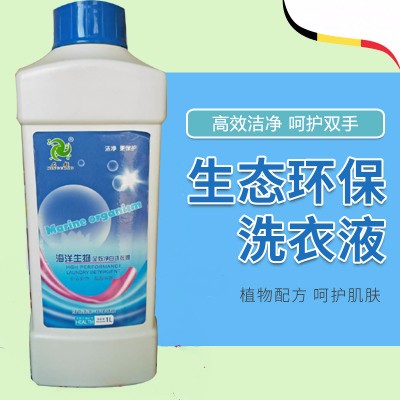 高效洁净 呵护双手
生态环保
洗衣液
植物配方 呵护肌肤
洁净 更保护
Marine organism
海洋生物
HIGH PERFORMANCE
LAUNDRY DETERGENT
HEALTH
1L